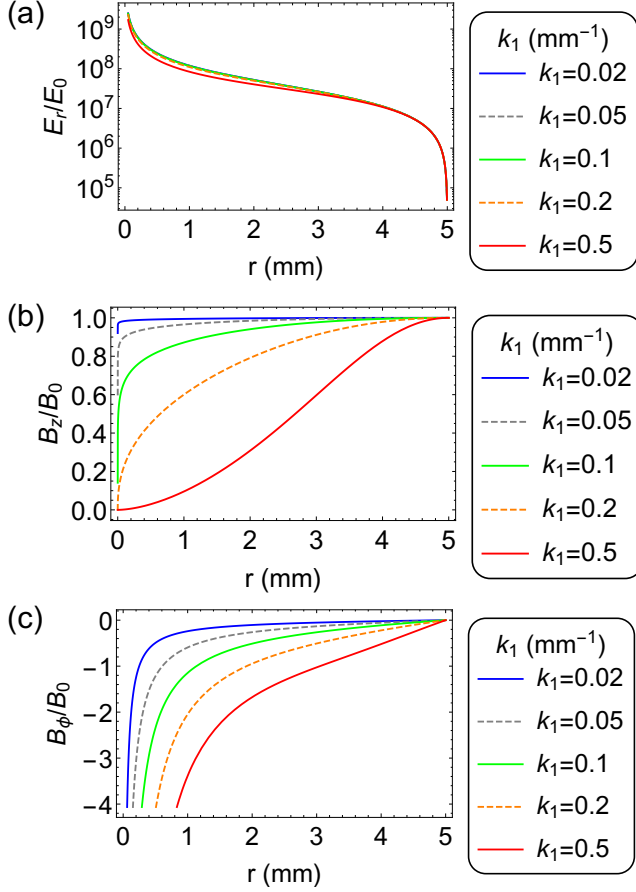 (a)
E_r/E_0
10⁹
10⁸
10⁷
10⁶
10⁵
0 1 2 3 4 5
r (mm)
k₁ (mm⁻¹)
k₁=0.02
k₁=0.05
k₁=0.1
k₁=0.2
k₁=0.5
(b)
B_z/B_0
1.0
0.8
0.6
0.4
0.2
0.0
0 1 2 3 4 5
r (mm)
k₁ (mm⁻¹)
k₁=0.02
k₁=0.05
k₁=0.1
k₁=0.2
k₁=0.5
(c)
B_ϕ/B_0
0
−1
−2
−3
−4
0 1 2 3 4 5
r (mm)
k₁ (mm⁻¹)
k₁=0.02
k₁=0.05
k₁=0.1
k₁=0.2
k₁=0.5